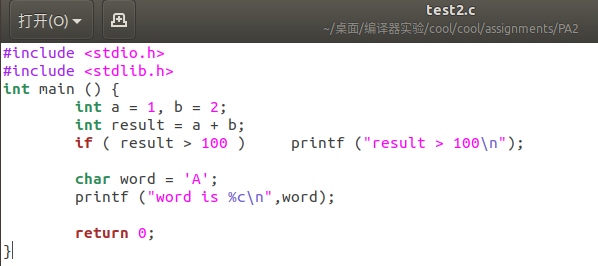 打开(O)
test2.c
~/桌面/编译器实验/cool/cool/assignments/PA2
#include <stdio.h>
#include <stdlib.h>
int main () {
        int a = 1, b = 2;
        int result = a + b;
        if ( result > 100 )     printf ("result > 100\n");
        char word = 'A';
        printf ("word is %c\n",word);
        return 0;
}